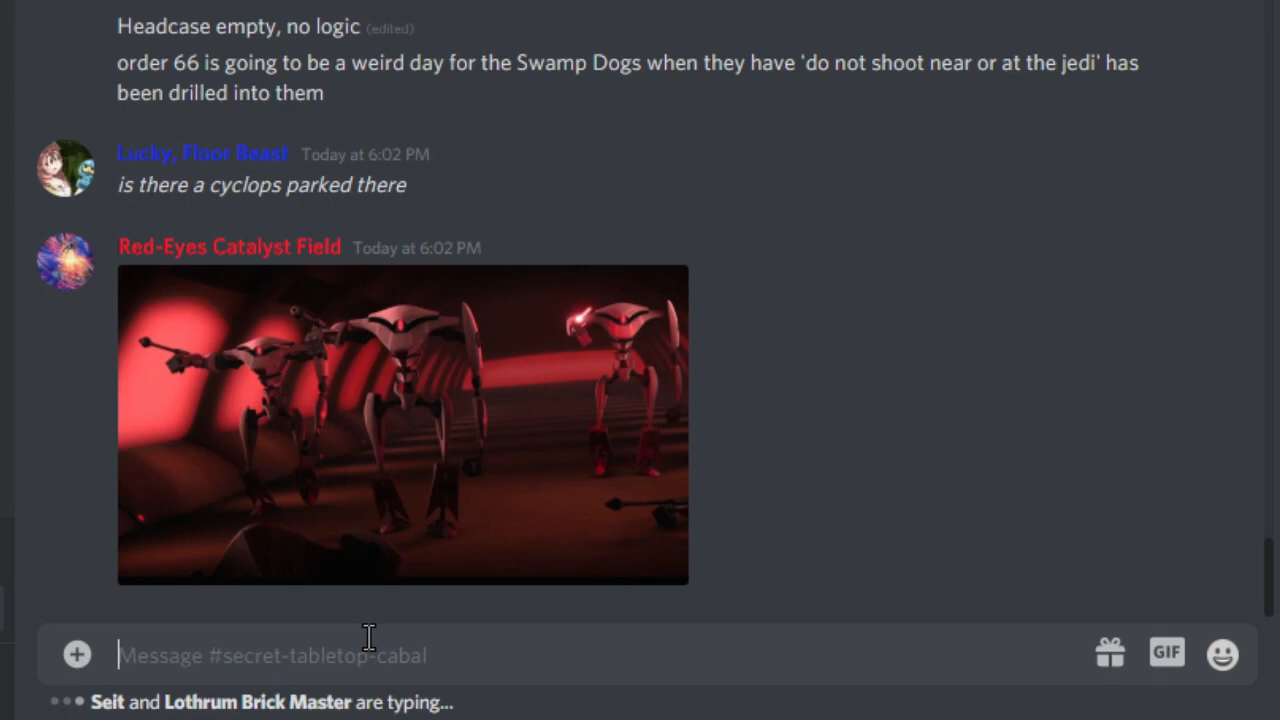 Headcase empty, no logic (edited)
order 66 is going to be a weird day for the Swamp Dogs when they have 'do not shoot near or at the jedi' has
been drilled into them
Lucky, Floor Beast Today at 6:02 PM
is there a cyclops parked there
Red-Eyes Catalyst Field Today at 6:02 PM
Message #secret-tabletop-cabal
GIF
Seit and Lothrum Brick Master are typing...